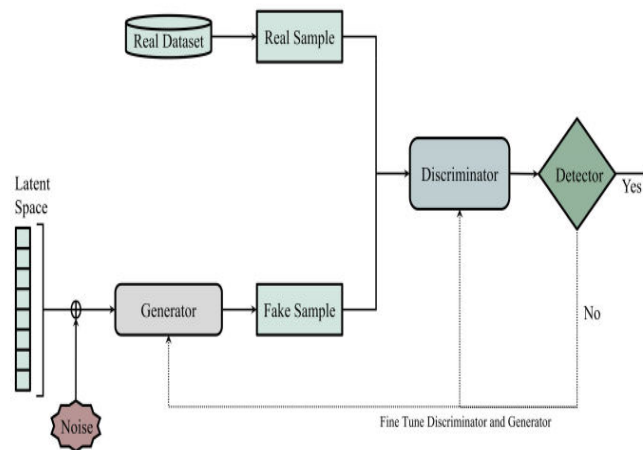 Real Dataset
Real Sample
Latent
Space
Discriminator
Detector
Yes
Generator
Fake Sample
No
Noise
Fine Tune Discriminator and Generator